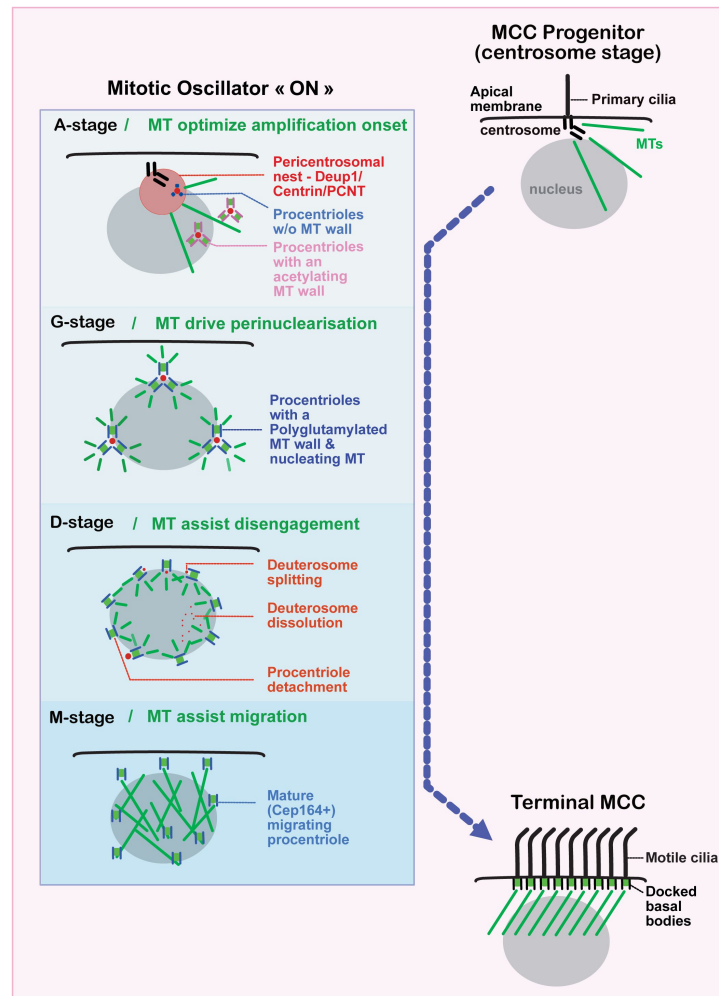 MCC Progenitor
(centrosome stage)
Apical
membrane
Primary cilia
centrosome
MTs
nucleus
Mitotic Oscillator « ON »
A-stage / MT optimize amplification onset
Pericentrosomal
nest - Deup1/
Centrin/PCNT
Procentrioles
w/o MT wall
Procentrioles
with an
acetylating
MT wall
G-stage / MT drive perinuclearisation
Procentrioles
with a
Polyglutamylated
MT wall &
nucleating MT
D-stage / MT assist disengagement
Deuterosome
splitting
Deuterosome
dissolution
Procentriole
detachment
M-stage / MT assist migration
Mature
(Cep164+)
migrating
procentriole
Terminal MCC
Motile cilia
Docked
basal
bodies